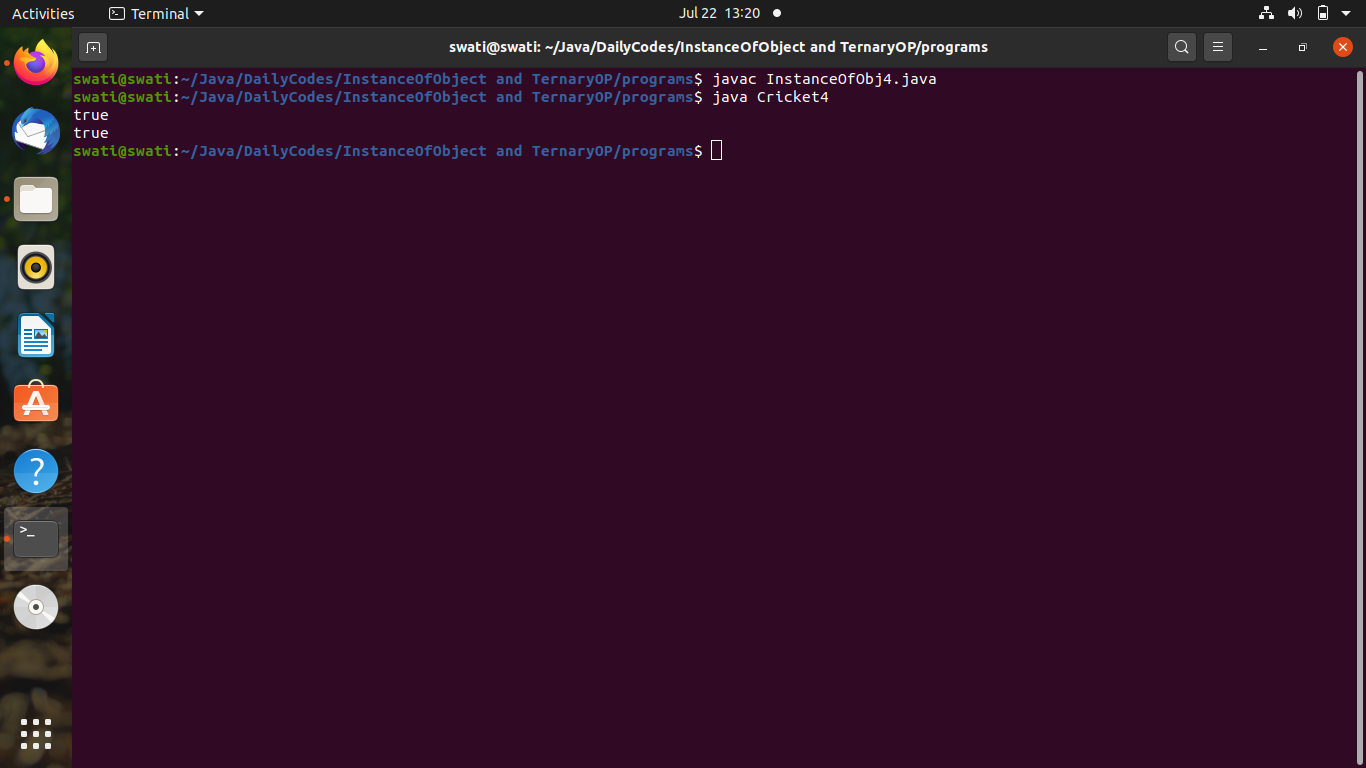 Activities Terminal Jul 22 13:20
swati@swati: ~/Java/DailyCodes/InstanceOfObject and TernaryOP/programs
swati@swati:~/Java/DailyCodes/InstanceOfObject and TernaryOP/programs$ javac InstanceOfObj4.java
swati@swati:~/Java/DailyCodes/InstanceOfObject and TernaryOP/programs$ java Cricket4
true
true
swati@swati:~/Java/DailyCodes/InstanceOfObject and TernaryOP/programs$